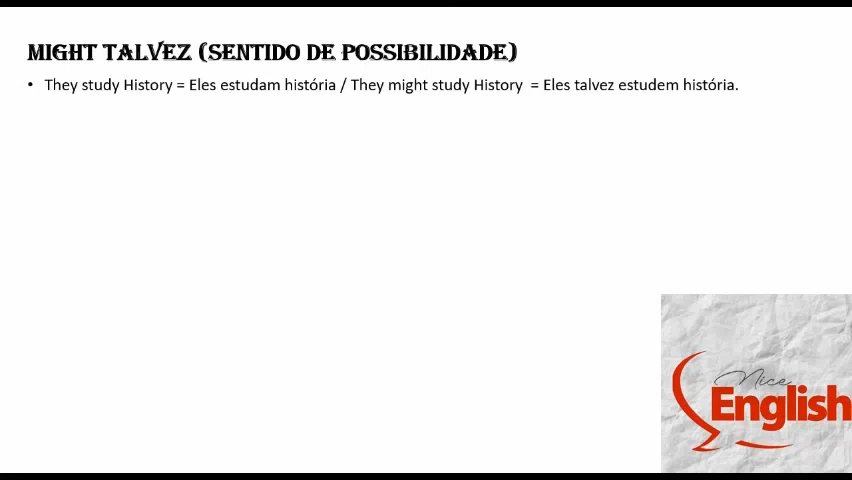 MIGHT TALVEZ (SENTIDO DE POSSIBILIDADE)
• They study History = Eles estudam história / They might study History = Eles talvez estudem história.
Nice
English